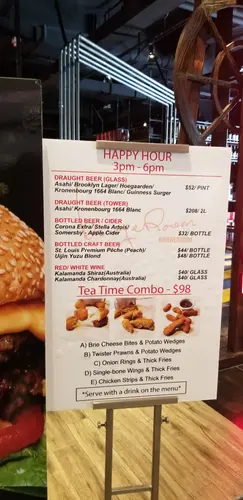 HAPPY HOUR
3pm - 6pm
DRAUGHT BEER (GLASS)
Asahi/ Brooklyn Lager/ Hoegaarden/
Kronenbourg 1664 Blanc/ Guinness Surger $52/ PINT
DRAUGHT BEER (TOWER)
Asahi/ Kronenbourg 1664 Blanc $208/ 2L
BOTTLED BEER / CIDER
Corona Extra/ Stella Artois/
Somersby - Apple Cider $32/ BOTTLE
BOTTLED CRAFT BEER
St. Louis Premium Pêche (Peach)/ $44/ BOTTLE
Ujin Yuzu Blond $48/ BOTTLE
RED/ WHITE WINE
Kalamanda Shiraz(Australia) $40/ GLASS
Kalamanda Chardonnay(Australia) $40/ GLASS
Tea Time Combo - $98
A) Brie Cheese Bites & Potato Wedges
B) Twister Prawns & Potato Wedges
C) Onion Rings & Thick Fries
D) Single-bone Wings & Thick Fries
E) Chicken Strips & Thick Fries
*Serve with a drink on the menu*